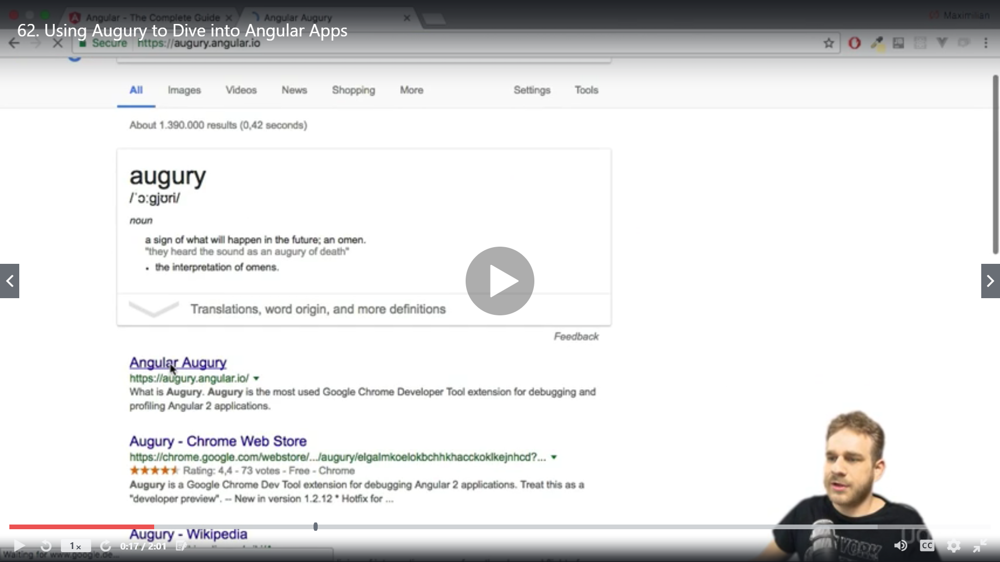 Angular - The Complete Guide
Angular Augury
Maximilian
62. Using Augury to Dive into Angular Apps
Secure
https://augury.angular.io
All
Images
Videos
News
Shopping
More
Settings
Tools
About 1.390.000 results (0,42 seconds)
augury
/ˈɔːɡjʊri/
noun
a sign of what will happen in the future; an omen.
"they heard the sound as an augury of death"
• the interpretation of omens.
Translations, word origin, and more definitions
Feedback
Angular Augury
https://augury.angular.io/
What is Augury. Augury is the most used Google Chrome Developer Tool extension for debugging and
profiling Angular 2 applications.
Augury - Chrome Web Store
https://chrome.google.com/webstore/.../augury/elgalmkoelokbchhkhacckoklkejnhcd?...
Rating: 4,4 - 73 votes - Free - Chrome
Augury is a Google Chrome Dev Tool extension for debugging Angular 2 applications. Treat this as a
"developer preview". -- New in version 1.2.12 * Hotfix for ...
Augury - Wikipedia
1x
0:17 / 2:01
CC
YORK
Waiting for www.google.de...